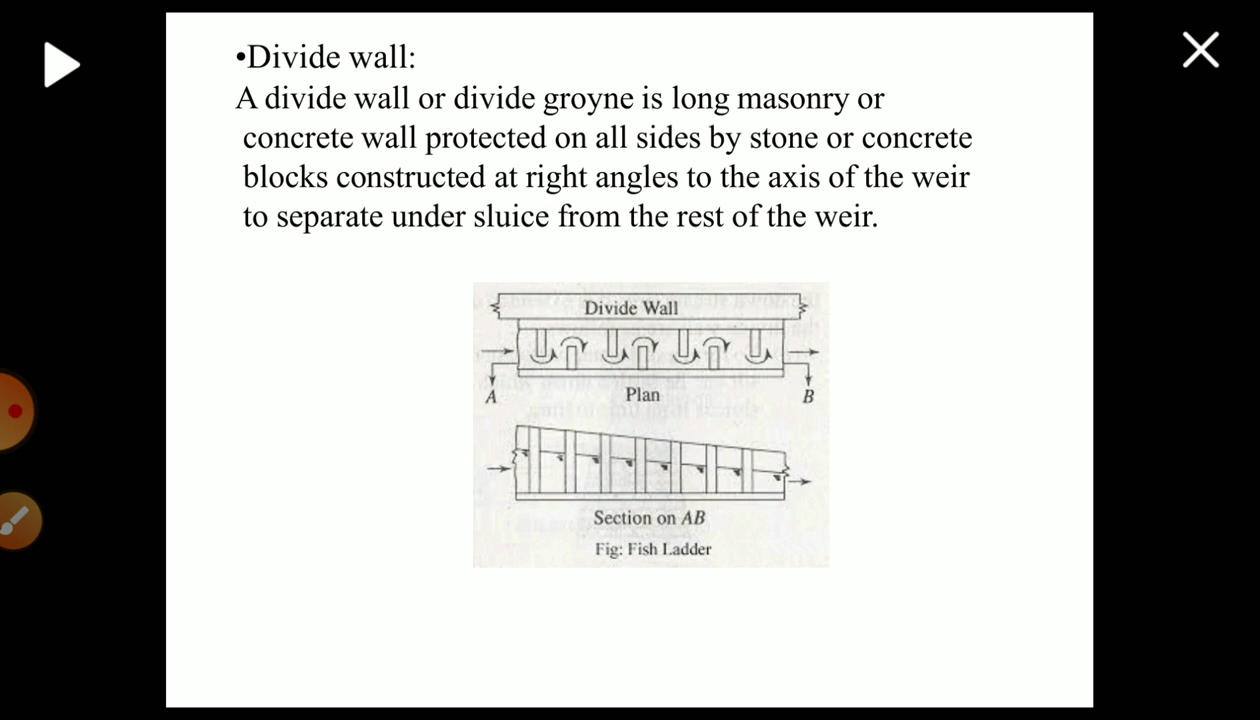 •Divide wall:
A divide wall or divide groyne is long masonry or
concrete wall protected on all sides by stone or concrete
blocks constructed at right angles to the axis of the weir
to separate under sluice from the rest of the weir.
Divide Wall
A
Plan
B
Section on AB
Fig: Fish Ladder